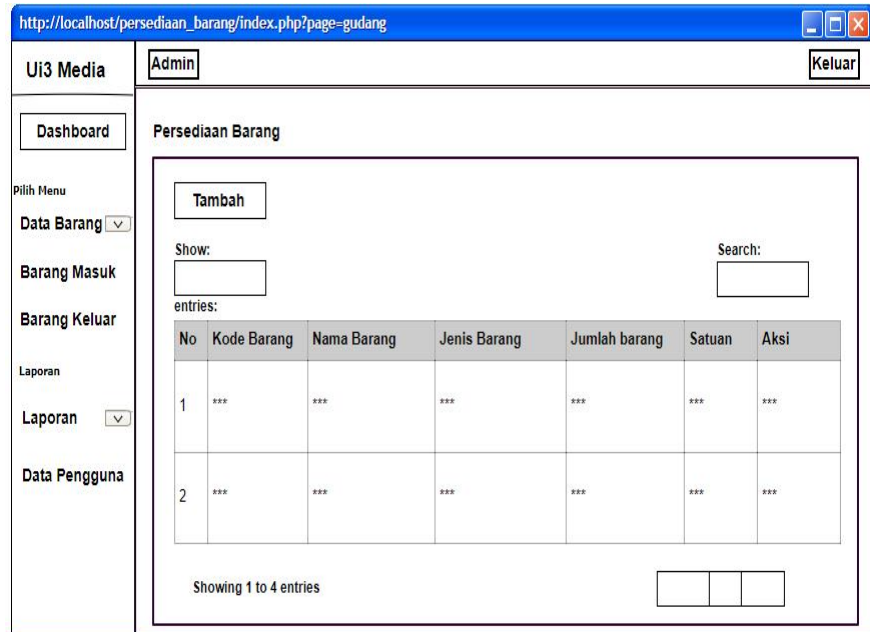 http://localhost/persediaan_barang/index.php?page=gudang
Ui3 Media
Admin
Keluar
Dashboard
Pilih Menu
Data Barang
Barang Masuk
Barang Keluar
Laporan
Laporan
Data Pengguna
Persediaan Barang
Tambah
Show:
Search:
entries:
No Kode Barang Nama Barang Jenis Barang Jumlah barang Satuan Aksi
1 *** *** *** *** *** ***
2 *** *** *** *** *** ***
Showing 1 to 4 entries